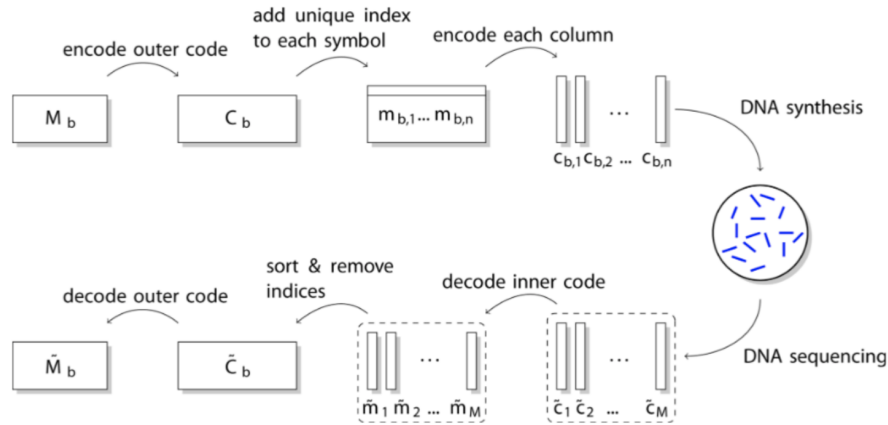 add unique index
to each symbol
encode outer code
encode each column
M b
C b
m b,1 ... m b,n
...
DNA synthesis
c b,1 c b,2 ... c b,n
sort & remove
indices
decode outer code
decode inner code
M̃ b
C̃ b
...
...
DNA sequencing
m̃ 1 m̃ 2 ... m̃ M
c̃ 1 c̃ 2 ... c̃ M